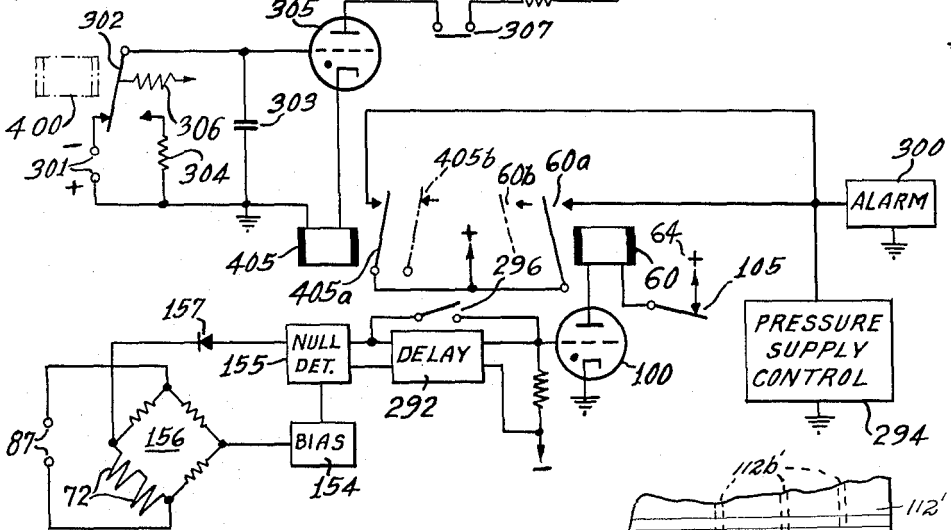 305
302
307
400
306
303
301
−
+
304
405b
60b
60a
300
ALARM
405
405a
+
296
64
+
60
105
157
155
NULL
DET.
DELAY
292
100
PRESSURE
SUPPLY
CONTROL
294
87
156
72
BIAS
154
−
112b'
112'